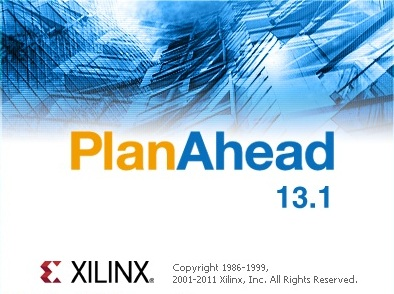 PlanAhead
13.1
XILINX®
Copyright 1986-1999,
2001-2011 Xilinx, Inc. All Rights Reserved.